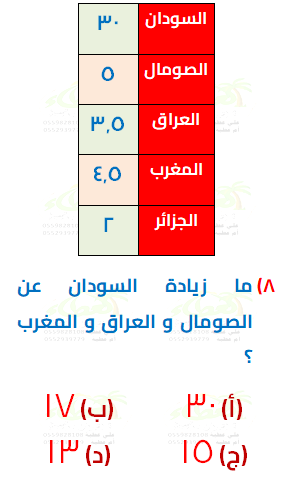 السودان ٣٠
الصومال ٥
العراق ٣,٥
المغرب ٤,٥
الجزائر ٢
٨) ما زيادة السودان عن
الصومال و العراق و المغرب
؟
(أ) ٣٠ (ب) ١٧
(ج) ١٥ (د) ١٣